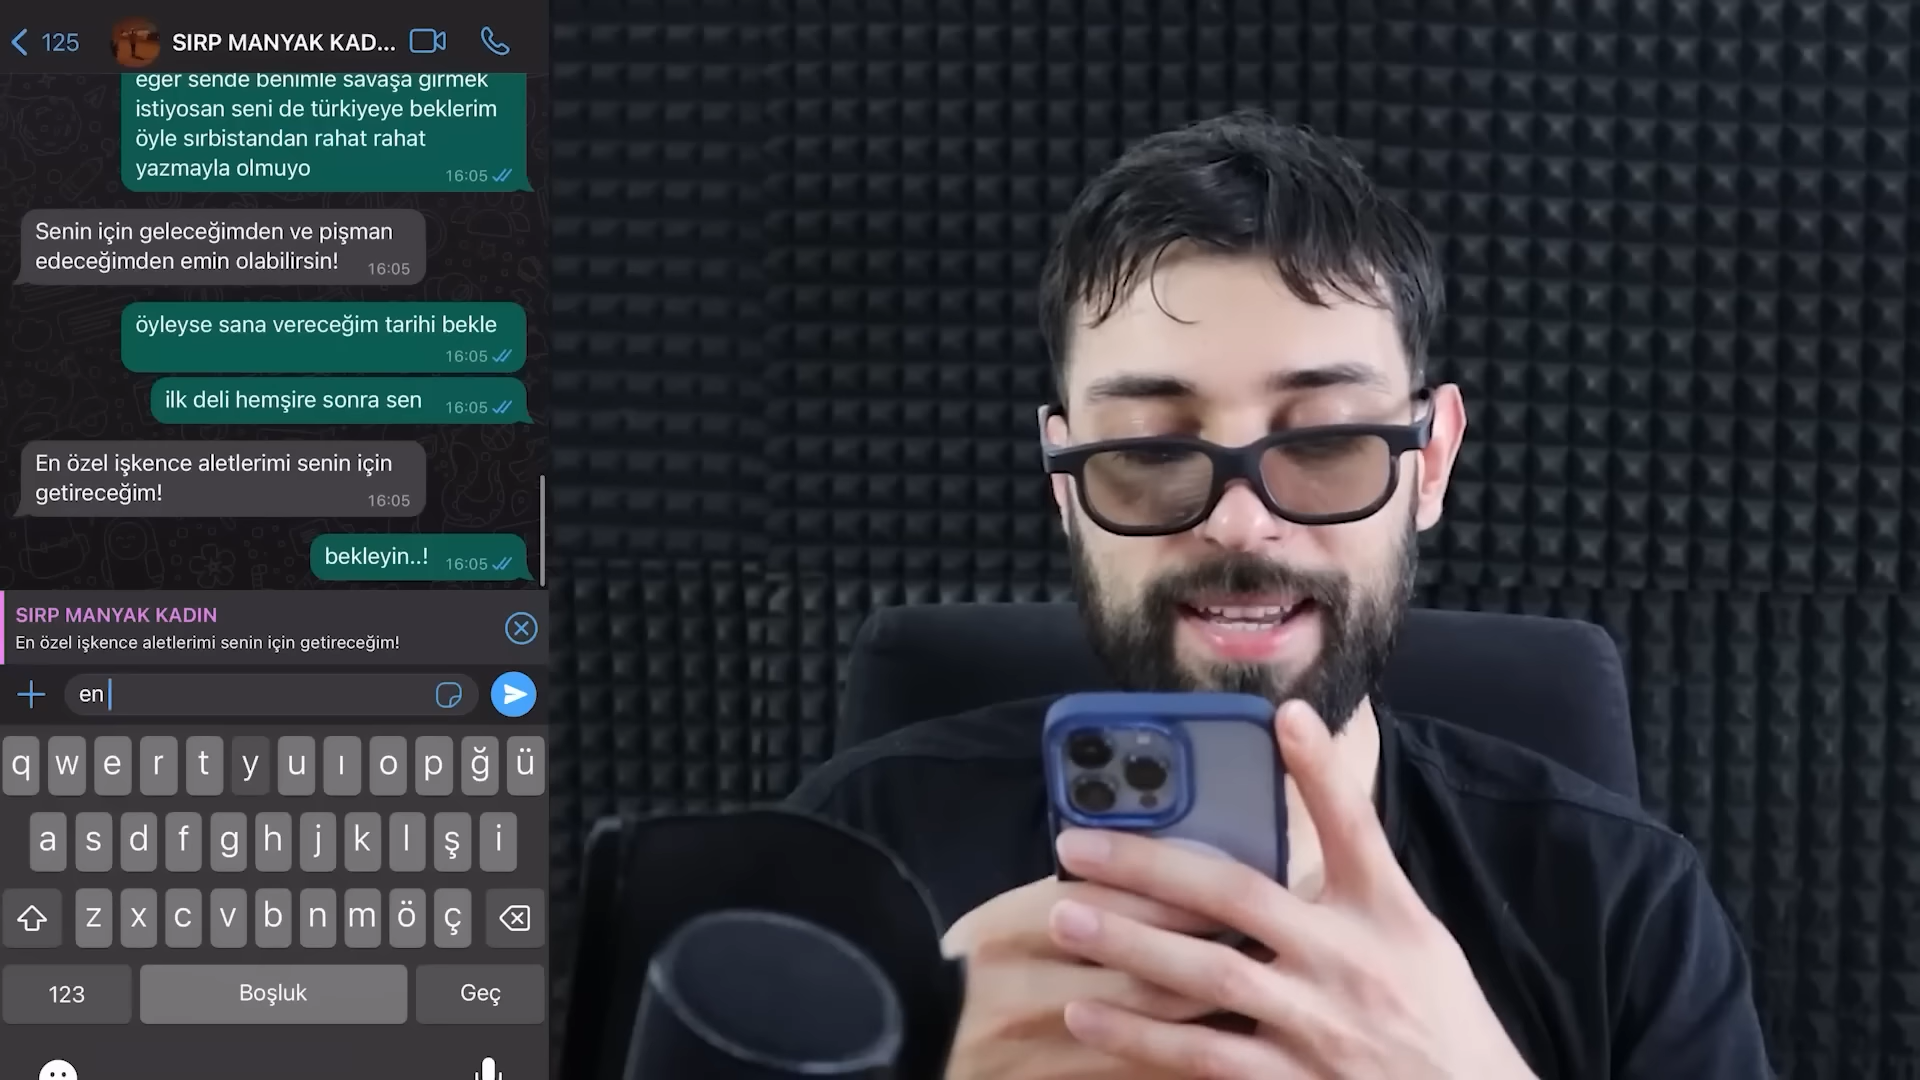 125
SIRP MANYAK KAD...
eğer sende benimle savaşa girmek
istiyosan seni de türkiyeye beklerim
öyle sırbistandan rahat rahat
yazmayla olmuyo
16:05
Senin için geleceğimden ve pişman
edeceğimden emin olabilirsin!
16:05
öyleyse sana vereceğim tarihi bekle
16:05
ilk deli hemşire sonra sen
16:05
En özel işkence aletlerimi senin için
getireceğim!
16:05
bekleyin..!
16:05
SIRP MANYAK KADIN
En özel işkence aletlerimi senin için getireceğim!
en
q w e r t y u ı o p ğ ü
a s d f g h j k l ş i
z x c v b n m ö ç
123 Boşluk Geç